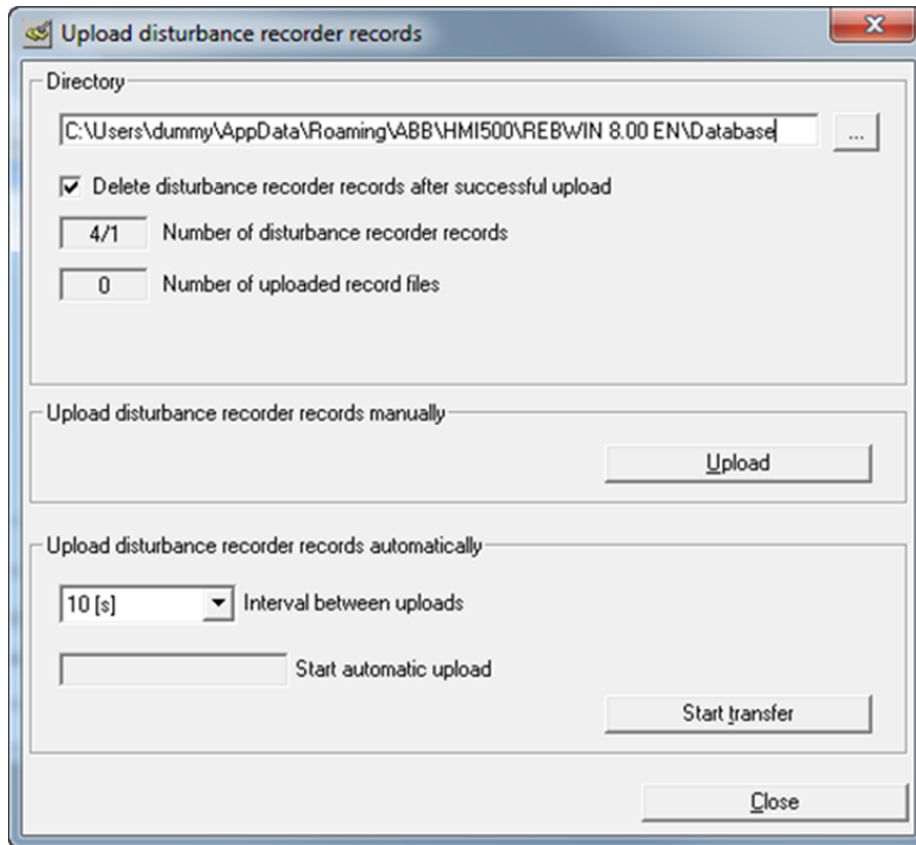 Upload disturbance recorder records
Directory
C:\Users\dummy\AppData\Roaming\ABB\HMI500\REBWIN 8.00 EN\Database
...
Delete disturbance recorder records after successful upload
4/1 Number of disturbance recorder records
0 Number of uploaded record files
Upload disturbance recorder records manually
Upload
Upload disturbance recorder records automatically
10 [s] Interval between uploads
Start automatic upload
Start transfer
Close